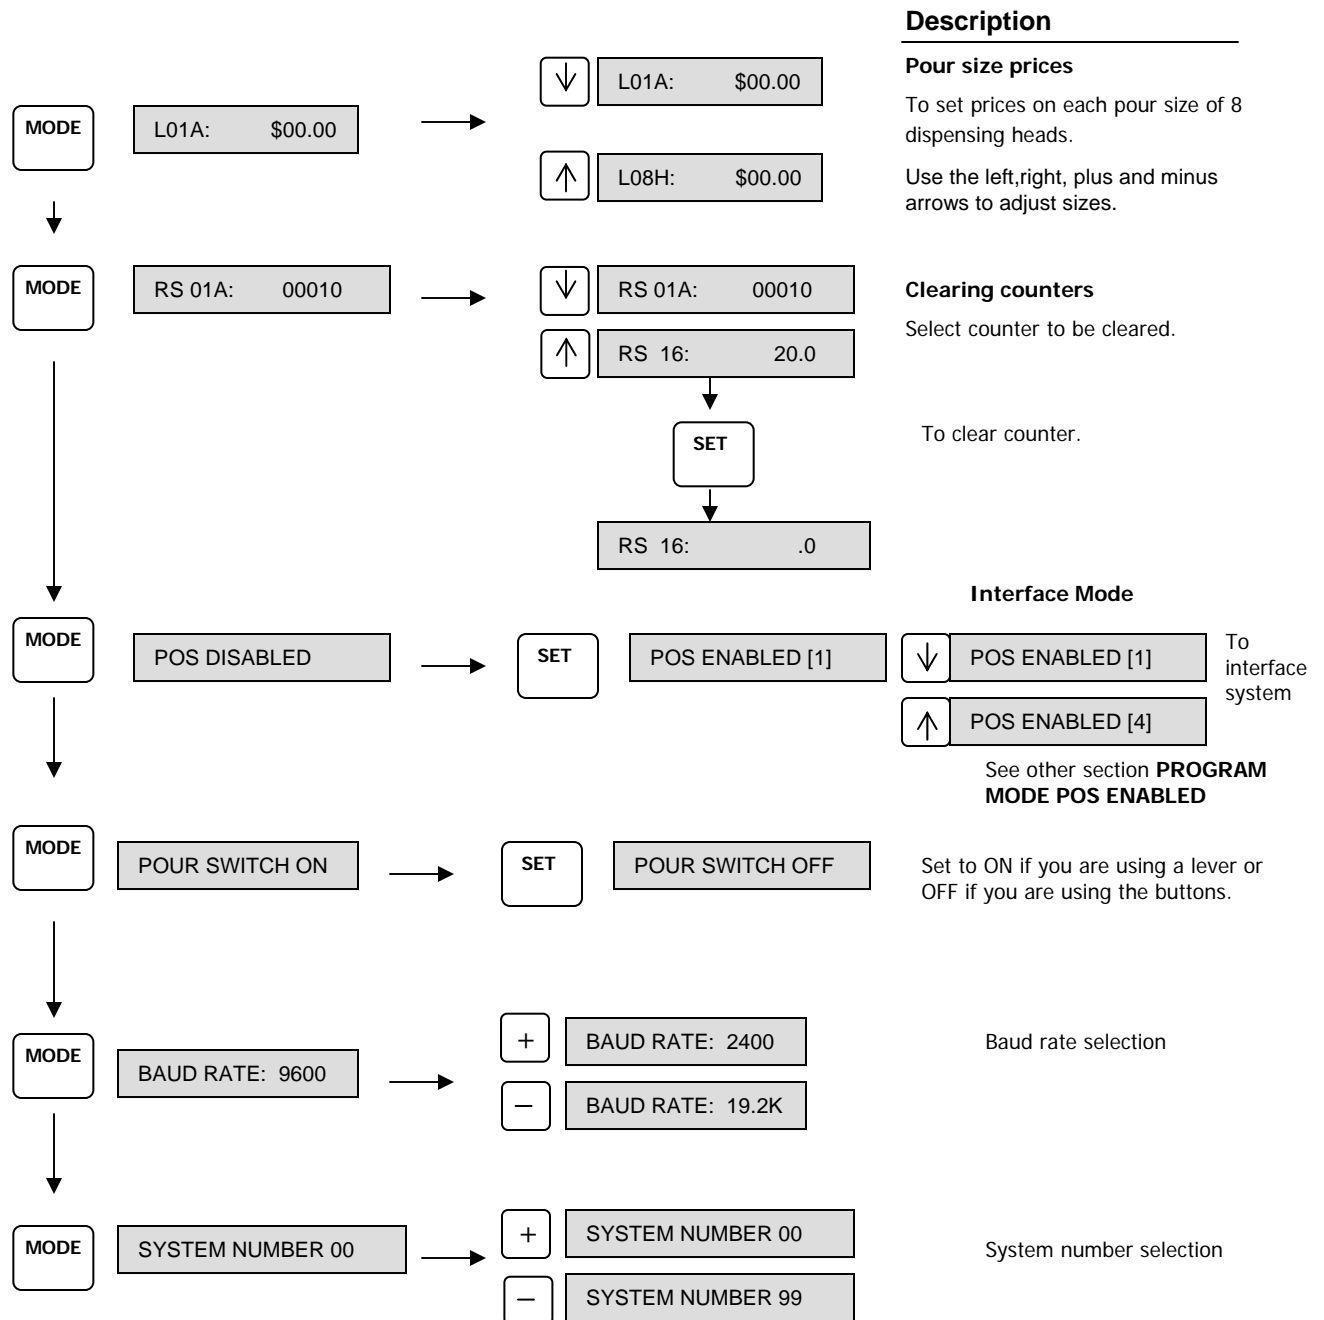 Description
Pour size prices
L01A: $00.00
To set prices on each pour size of 8
dispensing heads.
MODE
L01A: $00.00
L08H: $00.00
Use the left,right, plus and minus
arrows to adjust sizes.
MODE
RS 01A: 00010
RS 01A: 00010
Clearing counters
Select counter to be cleared.
RS 16: 20.0
SET
To clear counter.
RS 16: .0
Interface Mode
MODE
POS DISABLED
SET
POS ENABLED [1]
POS ENABLED [1]
To
interface
system
POS ENABLED [4]
See other section PROGRAM
MODE POS ENABLED
MODE
POUR SWITCH ON
SET
POUR SWITCH OFF
Set to ON if you are using a lever or
OFF if you are using the buttons.
MODE
BAUD RATE: 9600
+
BAUD RATE: 2400
Baud rate selection
−
BAUD RATE: 19.2K
MODE
SYSTEM NUMBER 00
+
SYSTEM NUMBER 00
System number selection
−
SYSTEM NUMBER 99